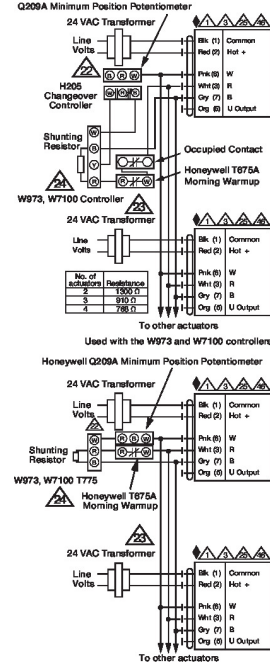 Q209A Minimum Position Potentiometer
24 VAC Transformer
1 3 25 46
Line Volts
Blk (1) Common
Red (2) Hot +
22
B R W
Pnk (6) W
W R B
Wht (3) R
H205 Changeover Controller
Gry (7) B
Org (5) U Output
Shunting Resistor
W
B
Y
R
Occupied Contact
Honeywell T675A Morning Warmup
R W
24
23
W973, W7100 Controller
24 VAC Transformer
1 3 25 46
Line Volts
Blk (1) Common
Red (2) Hot +
No. of actuators Resistance
2 1300 Ω
3 910 Ω
4 768 Ω
Pnk (6) W
Wht (3) R
Gry (7) B
Org (5) U Output
To other actuators
Used with the W973 and W7100 controllers
Honeywell Q209A Minimum Position Potentiometer
24 VAC Transformer
1 3 25 46
Line Volts
Blk (1) Common
Red (2) Hot +
22
W R B W
Pnk (6) W
Shunting Resistor
R R W
Wht (3) R
B
Gry (7) B
Org (5) U Output
W973, W7100 T775
24
Honeywell T675A Morning Warmup
23
24 VAC Transformer
1 3 25 46
Line Volts
Blk (1) Common
Red (2) Hot +
Pnk (6) W
Wht (3) R
Gry (7) B
Org (5) U Output
To other actuators